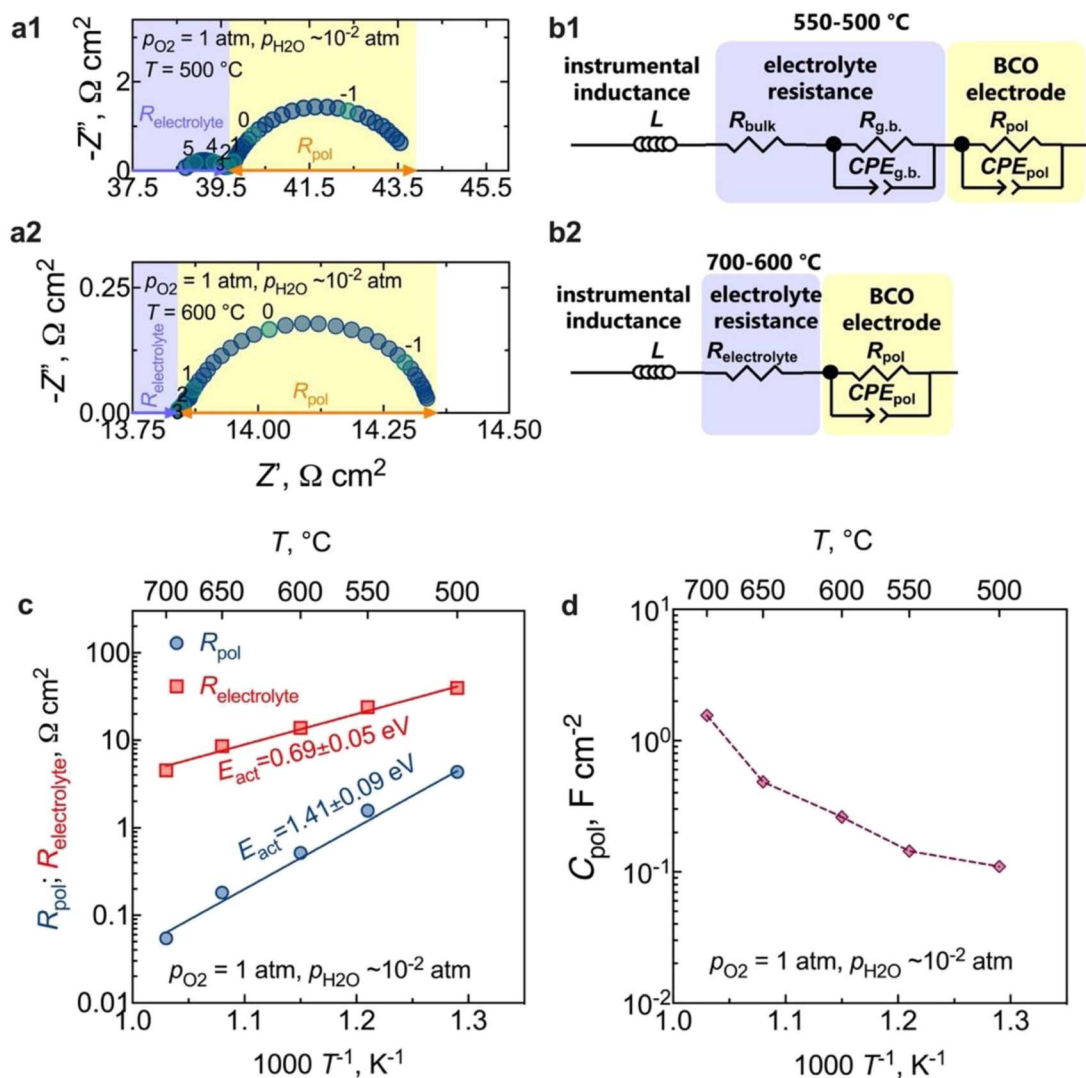 a1
pO2 = 1 atm, pH2O ~10-2 atm
T = 500 °C
Relectrolyte
5 4 2 1
3
0
-1
Rpol
-Z″, Ω cm2
2
0
37.5 39.5 41.5 43.5 45.6
a2
pO2 = 1 atm, pH2O ~10-2 atm
T = 600 °C
0
-1
1
2
3
Relectrolyte
Rpol
-Z″, Ω cm2
0.25
0.00
13.75 14.00 14.25 14.50
Z', Ω cm2
b1
550-500 °C
instrumental
inductance
electrolyte
resistance
BCO
electrode
L
Rbulk
Rg.b.
Rpol
CPEg.b.
CPEpol
b2
700-600 °C
instrumental
inductance
electrolyte
resistance
BCO
electrode
L
Relectrolyte
Rpol
CPEpol
c
T, °C
700 650 600 550 500
Rpol
Relectrolyte
Eact=0.69±0.05 eV
Eact=1.41±0.09 eV
pO2 = 1 atm, pH2O ~10-2 atm
Rpol; Relectrolyte, Ω cm2
100
10
1
0.1
0.01
1.0 1.1 1.2 1.3
1000 T-1, K-1
d
T, °C
700 650 600 550 500
Cpol, F cm-2
101
100
10-1
10-2
pO2 = 1 atm, pH2O ~10-2 atm
1.0 1.1 1.2 1.3
1000 T-1, K-1